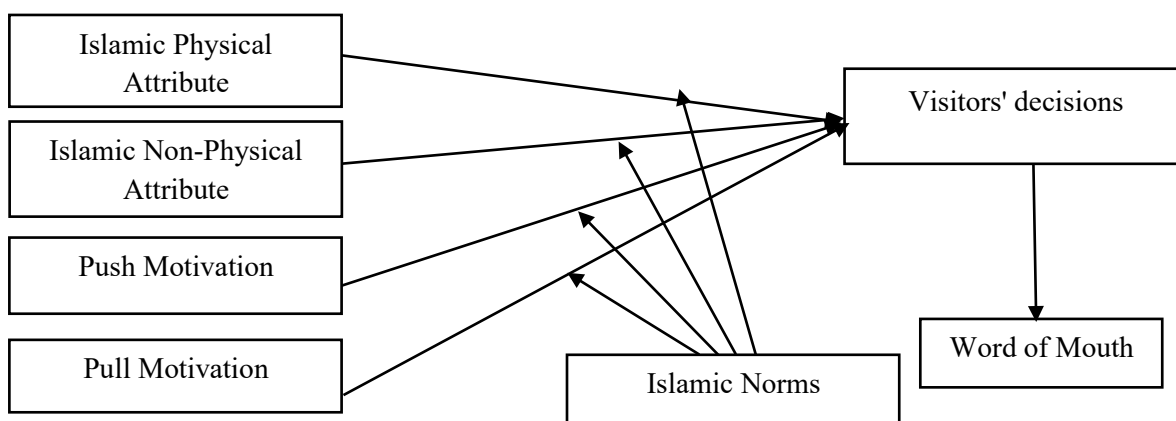 Islamic Physical
Attribute
Islamic Non-Physical
Attribute
Push Motivation
Pull Motivation
Visitors' decisions
Word of Mouth
Islamic Norms